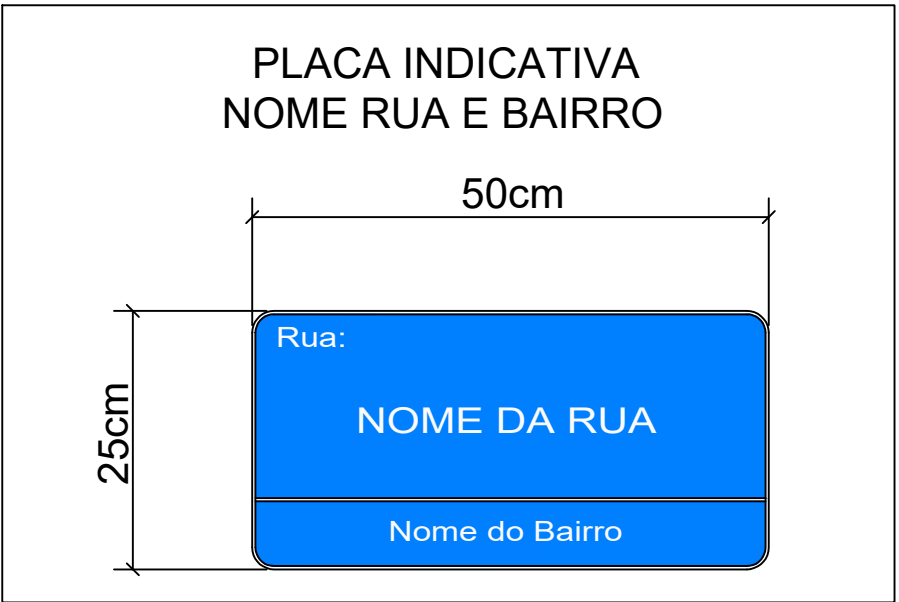 PLACA INDICATIVA
NOME RUA E BAIRRO
50cm
25cm
Rua:
NOME DA RUA
Nome do Bairro